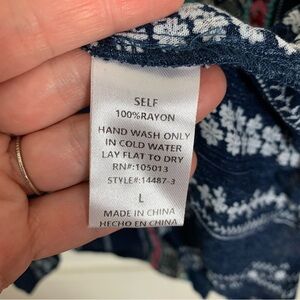 SELF
100%RAYON
HAND WASH ONLY
IN COLD WATER
LAY FLAT TO DRY
RN#:105013
STYLE#:14487-3
L
MADE IN CHINA
HECHO EN CHINA